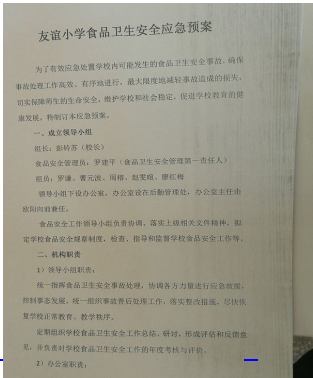 友谊小学食品卫生安全应急预案
为了有效应急处置学校内可能发生的食品卫生安全事故，确保
事故处理工作高效、有序地进行，最大限度地减轻事故造成的损失，
切实保障师生的生命安全，维护学校和社会稳定，促进学校教育的健
康发展，特制订本应急预案。
一、成立领导小组
组长：彭铃苏（校长）
食品安全管理员：罗建平（食品卫生安全管理第一责任人）
组员：罗谦、曹元波、周榕、赵雯娟、廖红梅
领导小组下设办公室，办公室设在后勤管理处，办公室主任由
欧阳向前兼任。
食品安全工作领导小组负责协调、落实上级相关文件精神，拟
定学校食品安全规章制度，检查、指导和监督学校食品安全工作等。
二、机构职责
1）领导小组职责：
统一指挥食品卫生安全事故处理，协调各方力量进行应急救援，
控制事态发展，统一组织事故善后处理工作，落实整改措施，尽快恢
复学校正常教育、教学秩序。
定期组织学校食品安全工作总结、研讨，形成评估和反馈意
见，并负责对学校食品安全工作的年度考核与评价。
2）办公室职责：